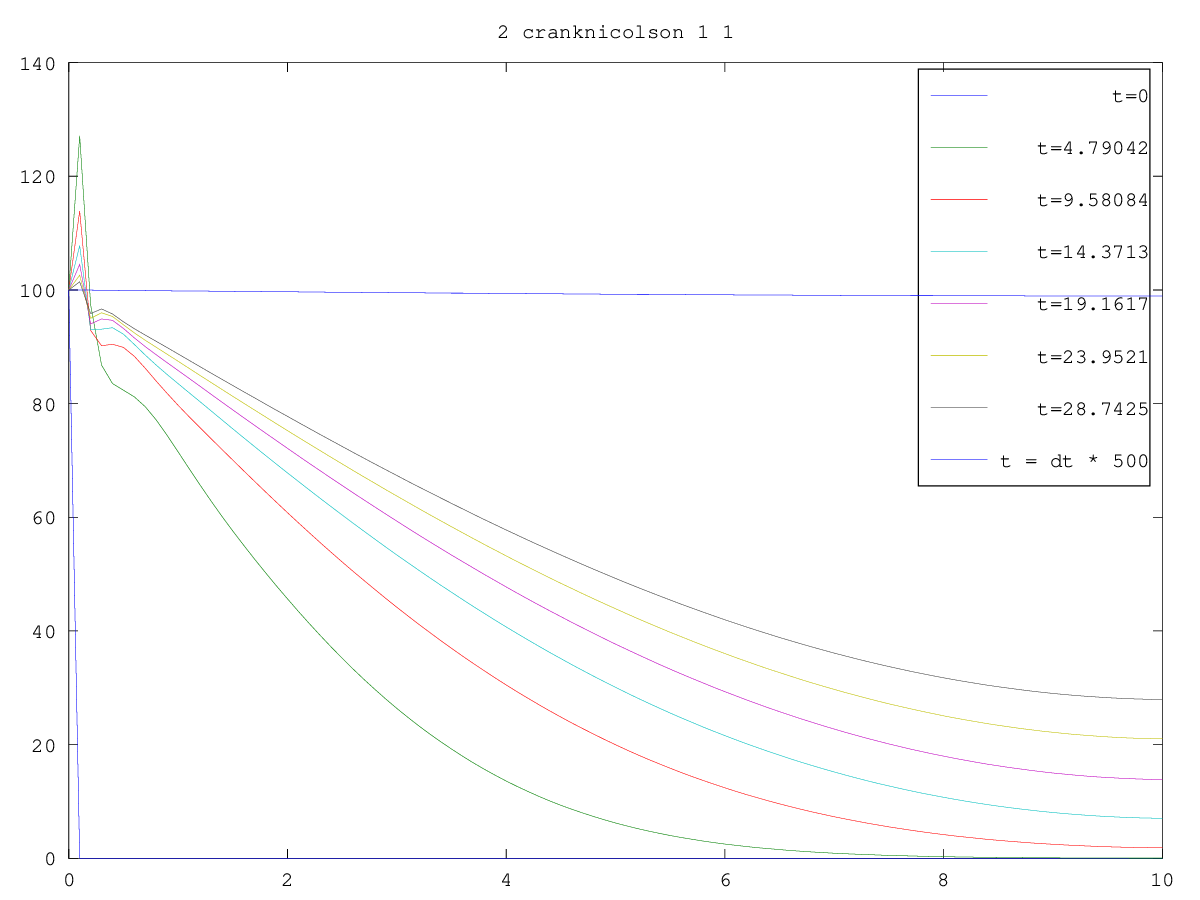 2 cranknicolson 1 1
140
120
100
80
60
40
20
0
t=0
t=4.79042
t=9.58084
t=14.3713
t=19.1617
t=23.9521
t=28.7425
t = dt * 500
0 2 4 6 8 10